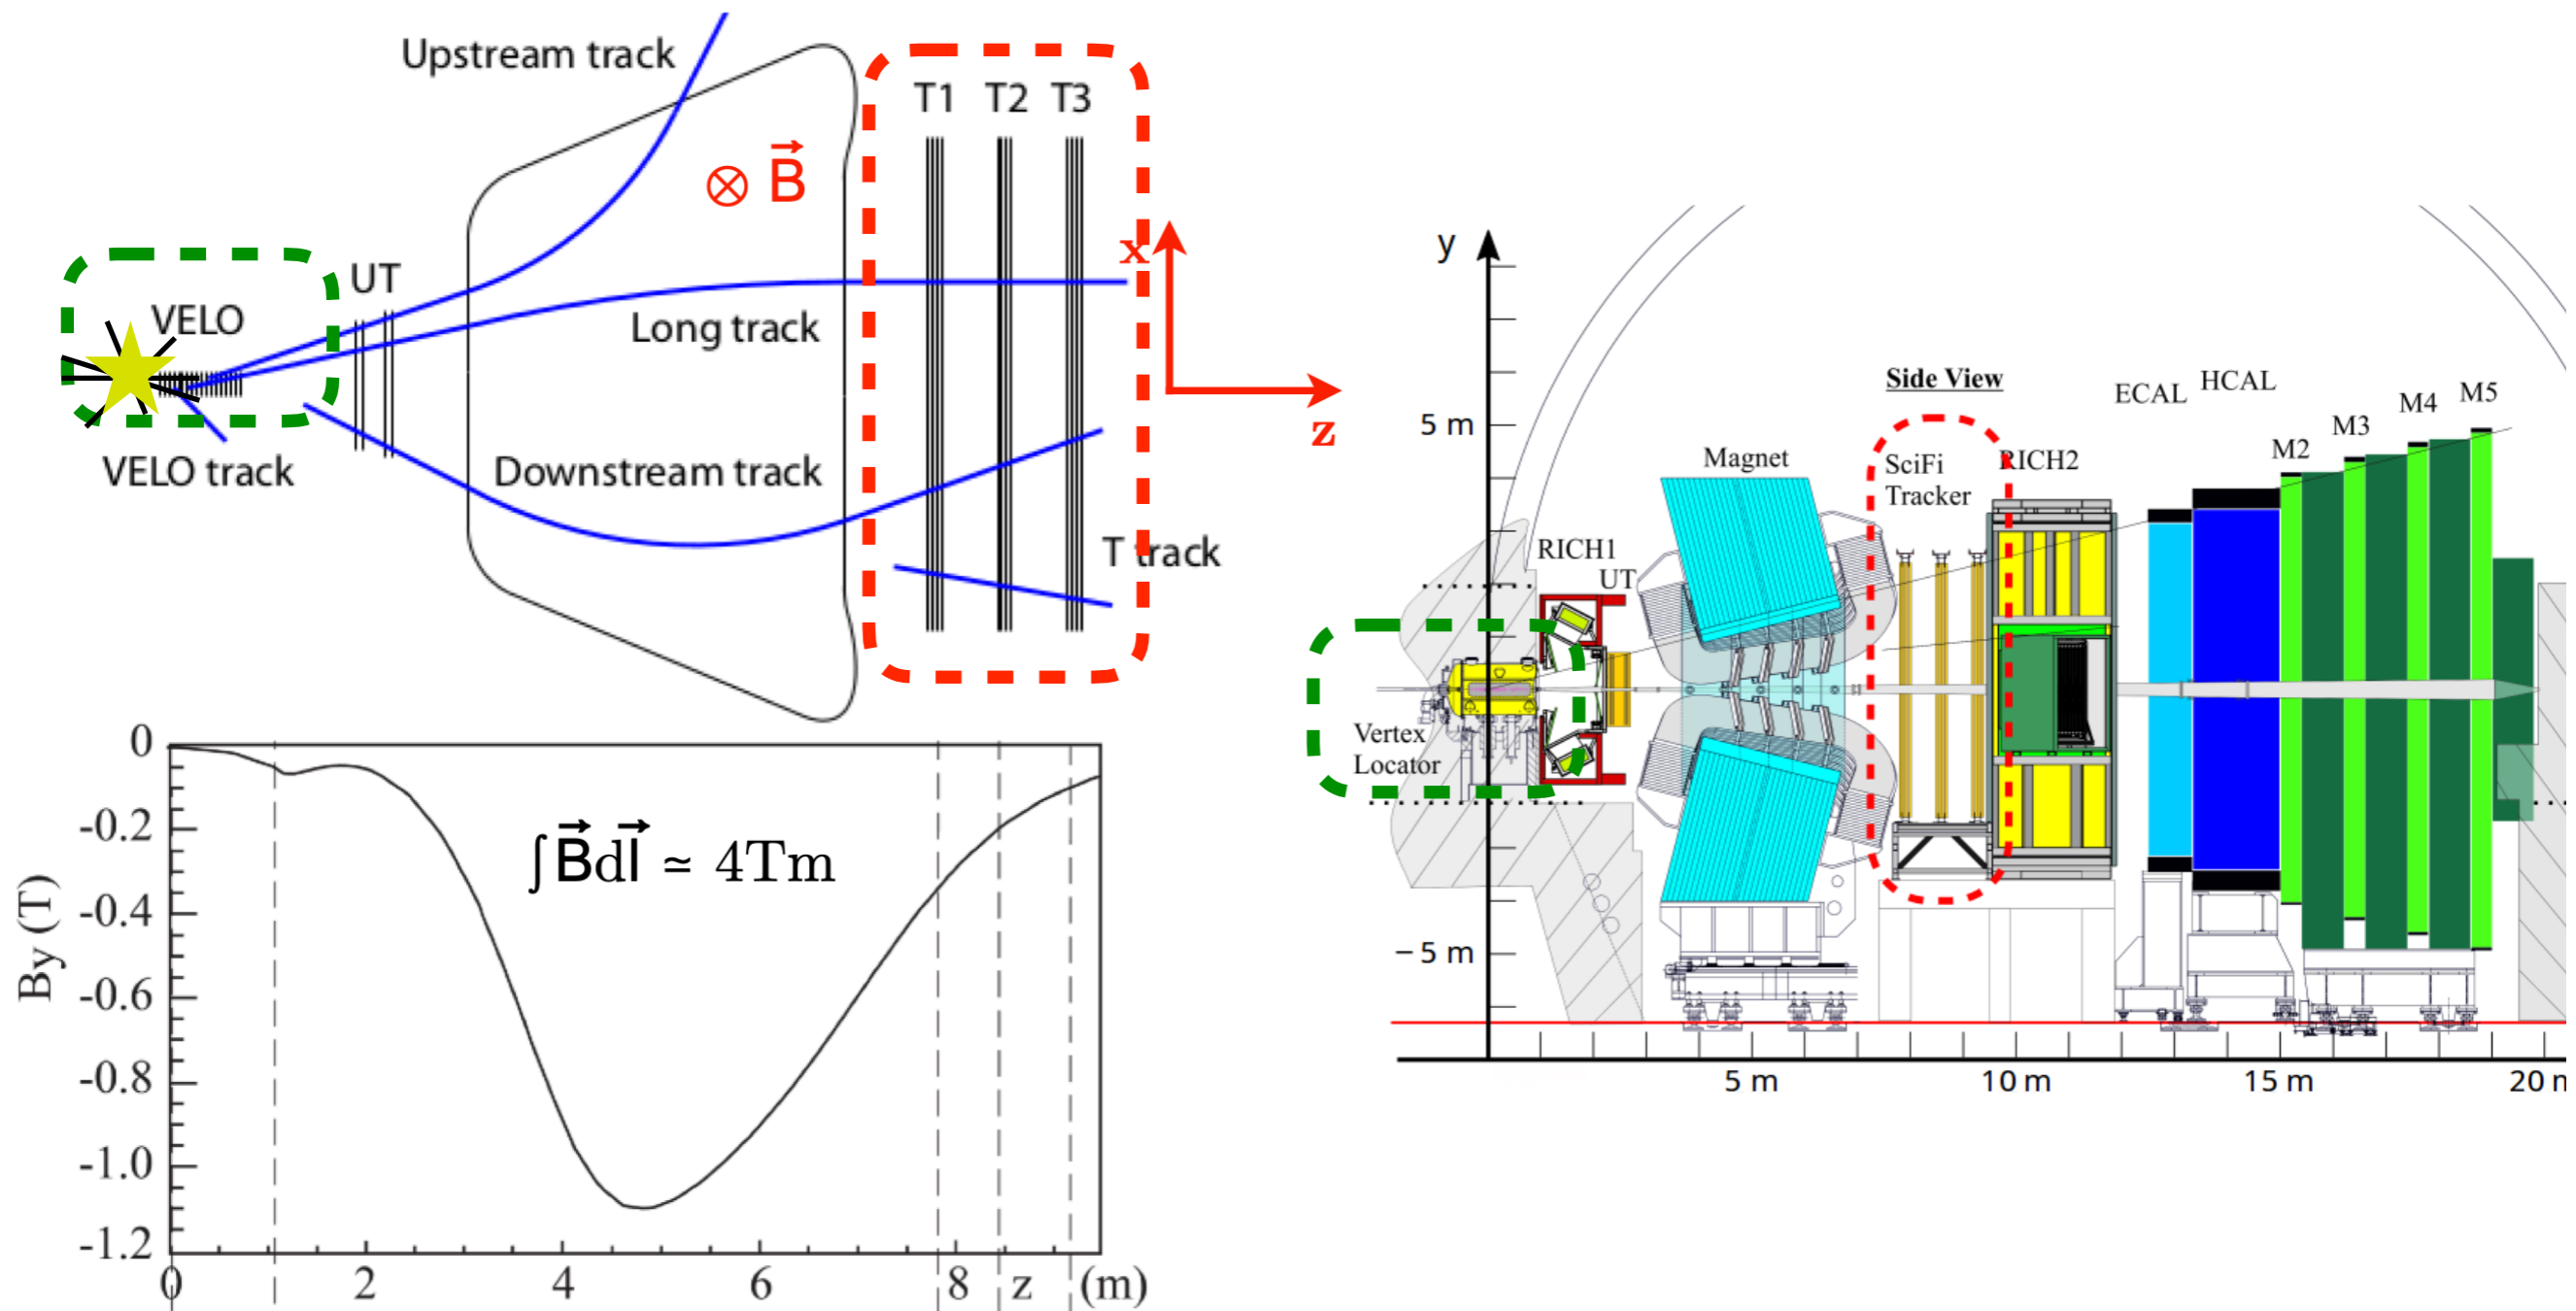 Upstream track
T1 T2 T3
⊗ B⃗
x
UT
VELO
Long track
z
VELO track
Downstream track
T track
0
-0.2
-0.4
-0.6
-0.8
-1.0
-1.2
By (T)
∫B⃗dl⃗ ≃ 4Tm
0 2 4 6 8 z (m)
y
Side View
ECAL HCAL M5
M4
M3
M2
5 m
Magnet
SciFi
Tracker
RICH2
RICH1
UT
Vertex
Locator
− 5 m
5 m 10 m 15 m 20 m